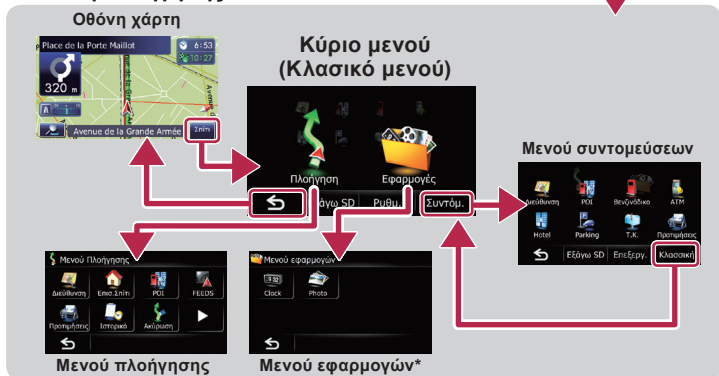 Οθόνη χάρτη
Place de la Porte Maillot
6:53
10:27
320 m
A
Avenue de la Grande Armée
Σπίτι
Κύριο μενού
(Κλασικό μενού)
Πλοήγηση
Εφαρμογές
Εξάγω SD
Ρυθμ.
Συντόμ.
Μενού συντομεύσεων
Διεύθυνση
POI
Βενζινάδικο
ATM
Hotel
Parking
Τ.Κ.
Προτιμήσεις
Εξάγω SD
Επεξεργ.
Κλασσική
Μενού Πλοήγησης
Διεύθυνση
Επισ.Σπίτι
POI
FEEDS
Προτιμήσεις
Ιστορικό
Ακύρωση
Μενού πλοήγησης
Μενού εφαρμογών
Clock
Photo
Μενού εφαρμογών*